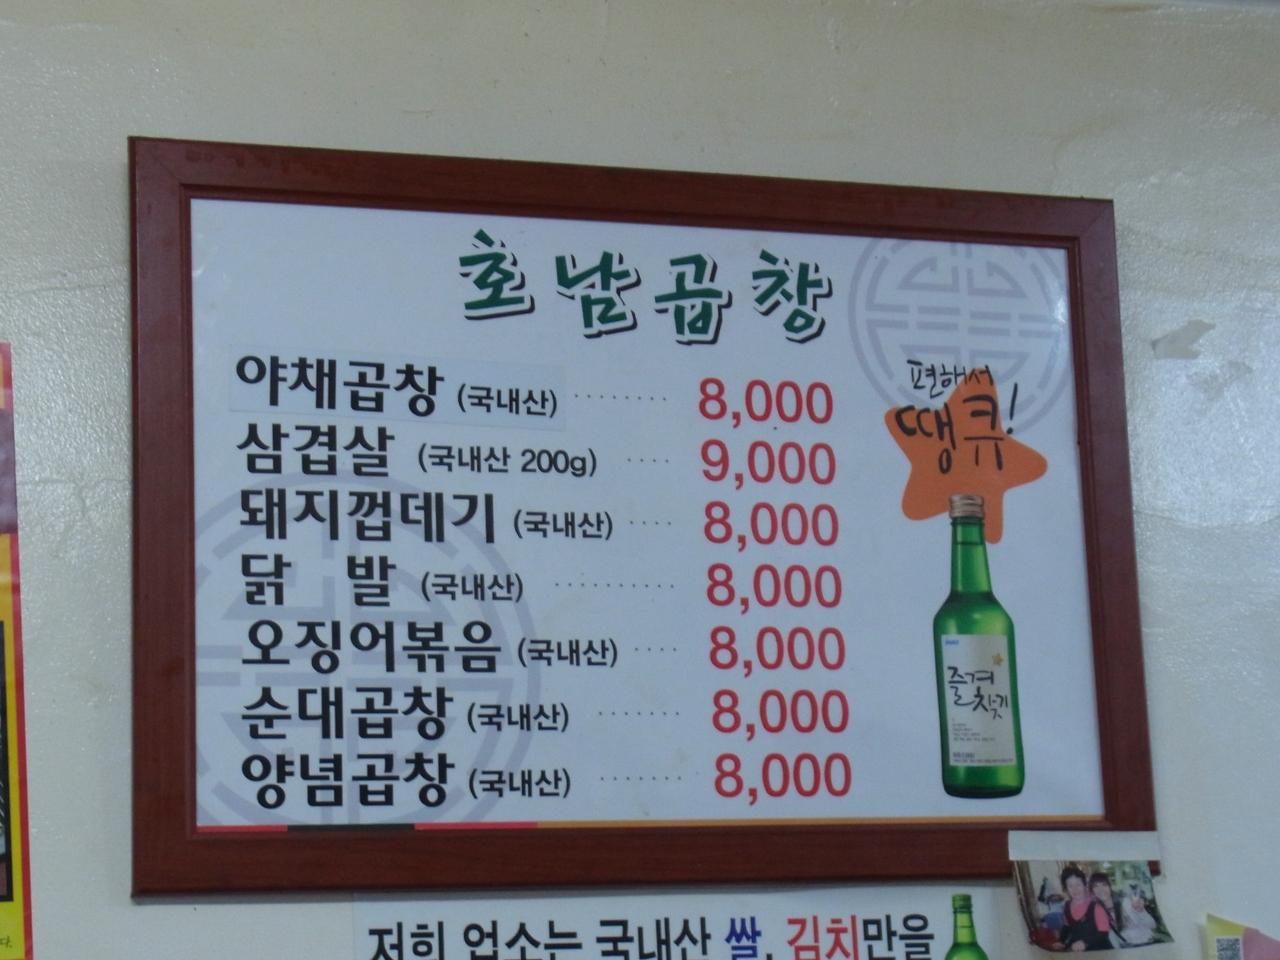 호남곱창
야채곱창 (국내산) ········ 8,000
삼겹살 (국내산 200g) ···· 9,000
돼지껍데기 (국내산) ···· 8,000
닭 발 (국내산) ·········· 8,000
오징어볶음 (국내산) ···· 8,000
순대곱창 (국내산) ······· 8,000
양념곱창 (국내산) ······· 8,000
편해서
땡큐!
즐겨
찾기
저희 업소는 국내산 쌀, 김치만을
다.